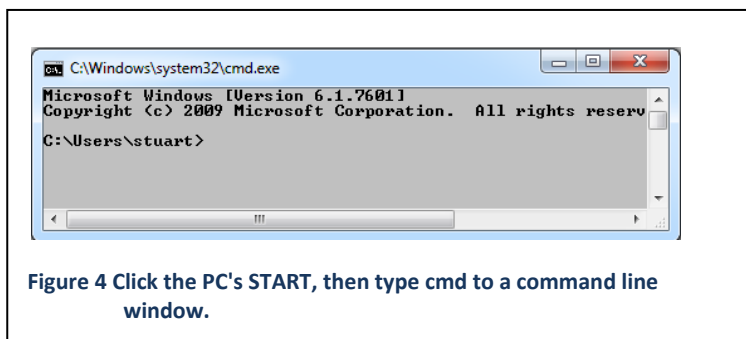 C:\Windows\system32\cmd.exe
Microsoft Windows [Version 6.1.7601]
Copyright (c) 2009 Microsoft Corporation.  All rights reserv
C:\Users\stuart>
Figure 4 Click the PC's START, then type cmd to a command line
window.